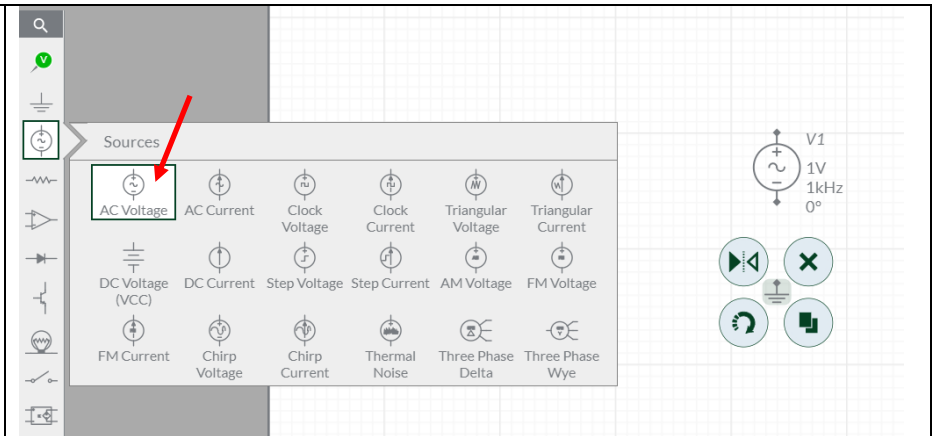 V
Sources
AC Voltage
AC Current
Clock
Voltage
Clock
Current
Triangular
Voltage
Triangular
Current
DC Voltage
(VCC)
DC Current
Step Voltage
Step Current
AM Voltage
FM Voltage
FM Current
Chirp
Voltage
Chirp
Current
Thermal
Noise
Three Phase
Delta
Three Phase
Wye
V1
1V
1kHz
0°